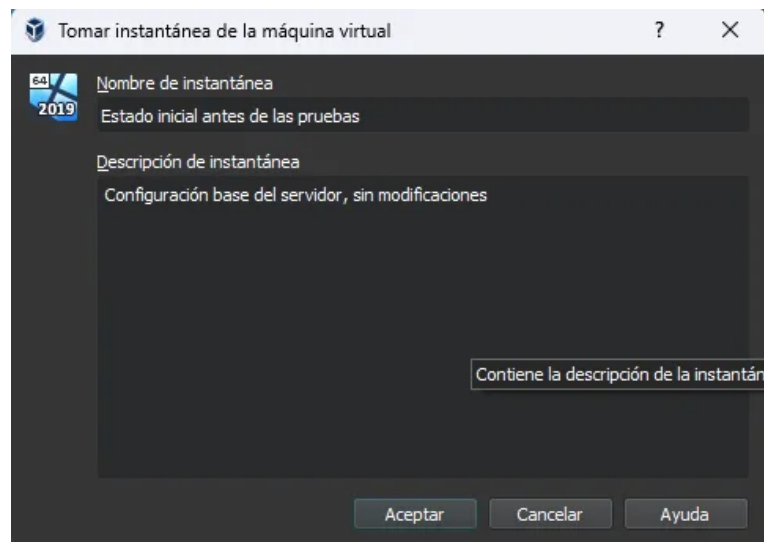 Tomar instantánea de la máquina virtual
?
64
2019
Nombre de instantánea
Estado inicial antes de las pruebas
Descripción de instantánea
Configuración base del servidor, sin modificaciones
Contiene la descripción de la instantán
Aceptar
Cancelar
Ayuda